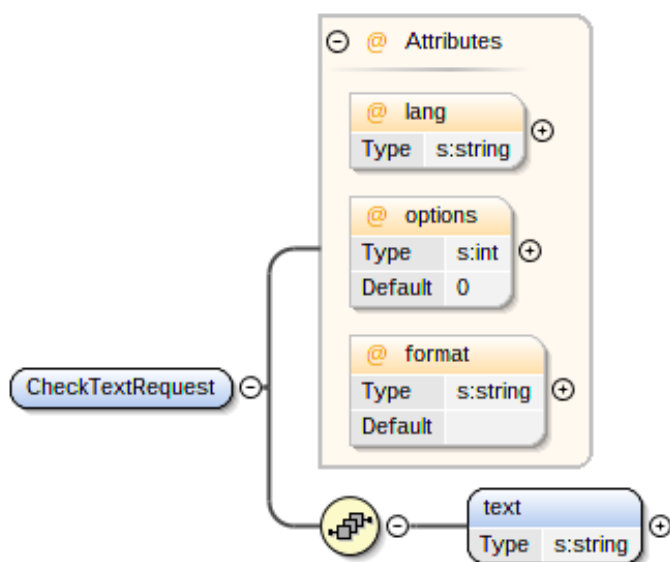 @ Attributes
@ lang
Type s:string
@ options
Type s:int
Default 0
@ format
Type s:string
Default
CheckTextRequest
text
Type s:string